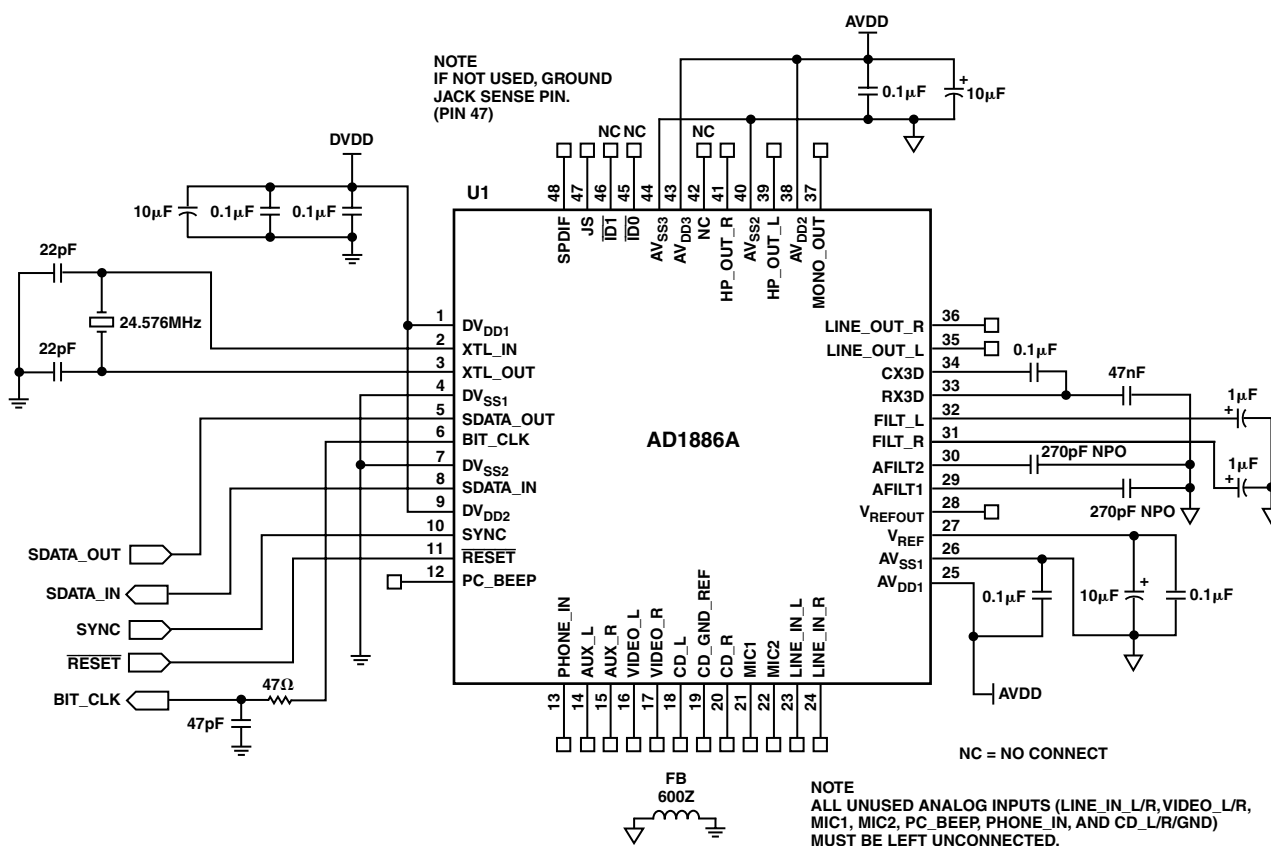 AVDD
NOTE
IF NOT USED, GROUND
JACK SENSE PIN.
(PIN 47)
0.1μF
+
10μF
NC NC
NC
DVDD
10μF
0.1μF
0.1μF
U1
48
47
46
45
44
43
42
41
40
39
38
37
SPDIF
JS
ID1
ID0
AVSS3
AVDD3
NC
HP_OUT_R
AVSS2
HP_OUT_L
AVDD2
MONO_OUT
22pF
24.576MHz
22pF
1 DVDD1
2 XTL_IN
3 XTL_OUT
4 DVSS1
5 SDATA_OUT
6 BIT_CLK
7 DVSS2
8 SDATA_IN
9 DVDD2
10 SYNC
11 RESET
12 PC_BEEP
AD1886A
LINE_OUT_R 36
LINE_OUT_L 35
CX3D 34
RX3D 33
FILT_L 32
FILT_R 31
AFILT2 30
AFILT1 29
VREFOUT 28
VREF 27
AVSS1 26
AVDD1 25
0.1μF
47nF
1μF
+
270pF NPO
1μF
+
270pF NPO
0.1μF
10μF
+
0.1μF
AVDD
SDATA_OUT
SDATA_IN
SYNC
RESET
BIT_CLK
47Ω
47pF
PHONE_IN
AUX_L
AUX_R
VIDEO_L
VIDEO_R
CD_L
CD_GND_REF
CD_R
MIC1
MIC2
LINE_IN_L
LINE_IN_R
13
14
15
16
17
18
19
20
21
22
23
24
FB
600Z
NC = NO CONNECT
NOTE
ALL UNUSED ANALOG INPUTS (LINE_IN_L/R, VIDEO_L/R,
MIC1, MIC2, PC_BEEP, PHONE_IN, AND CD_L/R/GND)
MUST BE LEFT UNCONNECTED.